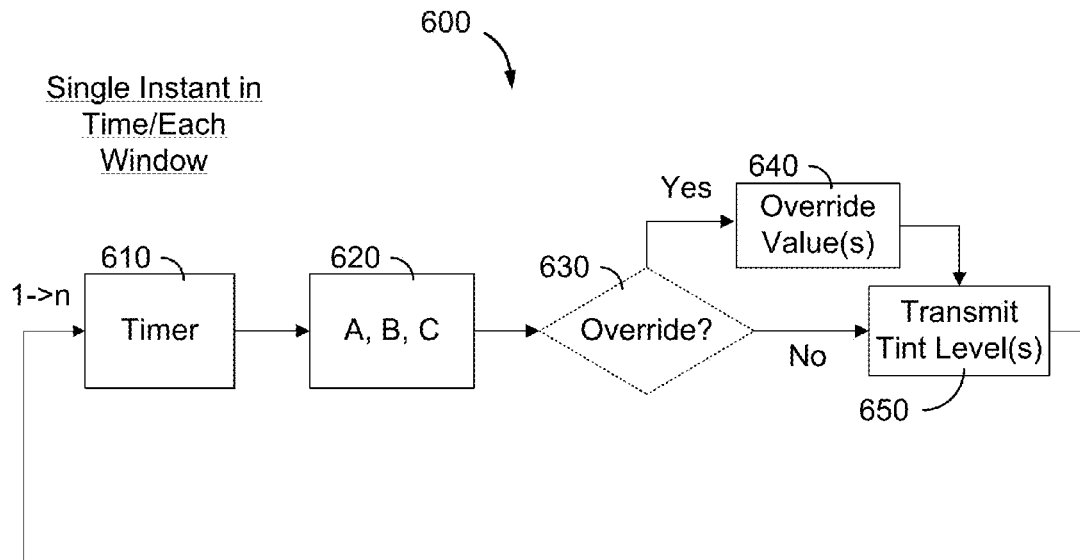 600
Single Instant in
Time/Each
Window
1->n
610
Timer
620
A, B, C
630
Override?
Yes
No
640
Override
Value(s)
Transmit
Tint Level(s)
650